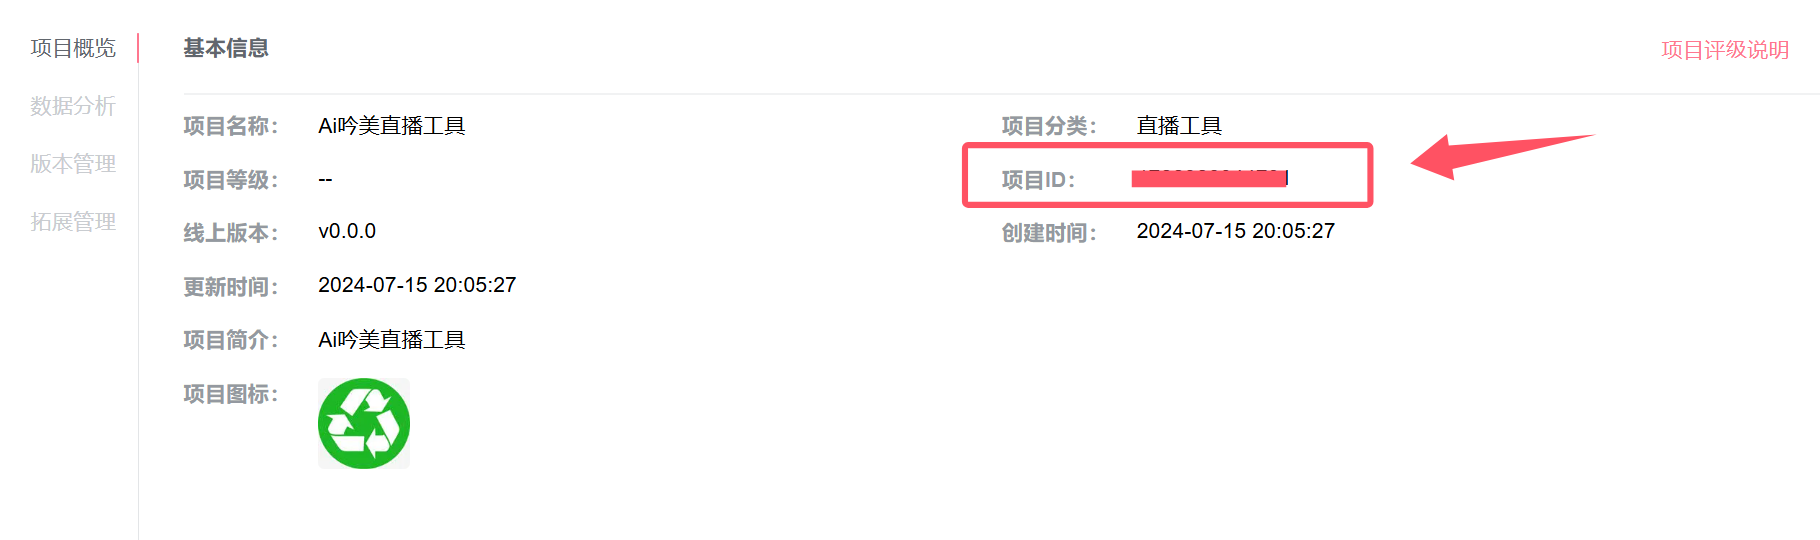 项目概览
数据分析
版本管理
拓展管理
基本信息
项目评级说明
项目名称： Ai吟美直播工具
项目分类： 直播工具
项目等级： --
项目ID：
线上版本： v0.0.0
创建时间： 2024-07-15 20:05:27
更新时间： 2024-07-15 20:05:27
项目简介： Ai吟美直播工具
项目图标：